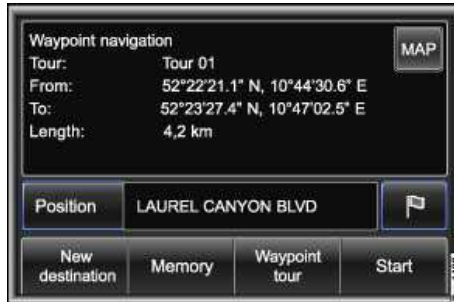 Waypoint navigation
MAP
Tour: Tour 01
From: 52°22'21.1" N, 10°44'30.6" E
To: 52°23'27.4" N, 10°47'02.5" E
Length: 4,2 km
Position LAUREL CANYON BLVD
New destination
Memory
Waypoint tour
Start